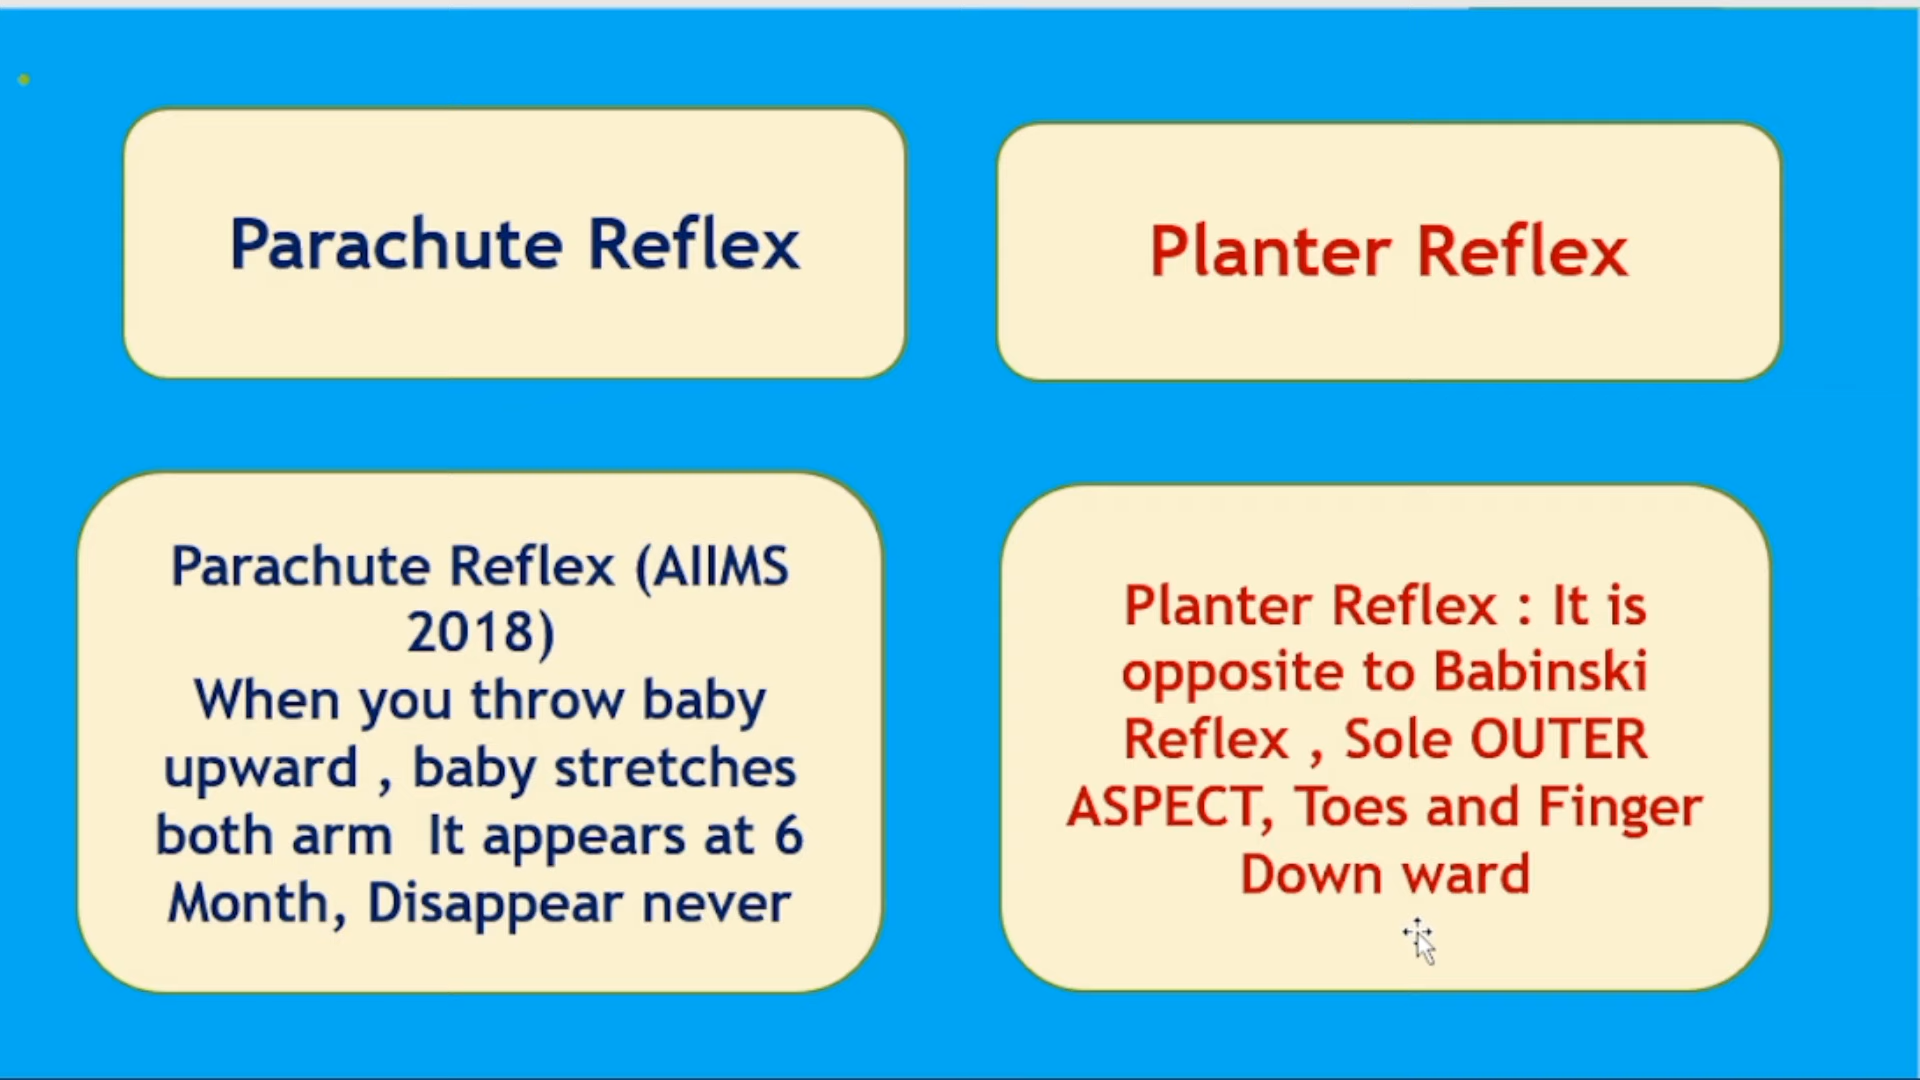 Parachute Reflex
Planter Reflex
Parachute Reflex (AIIMS
2018)
When you throw baby
upward , baby stretches
both arm  It appears at 6
Month, Disappear never
Planter Reflex : It is
opposite to Babinski
Reflex , Sole OUTER
ASPECT, Toes and Finger
Down ward